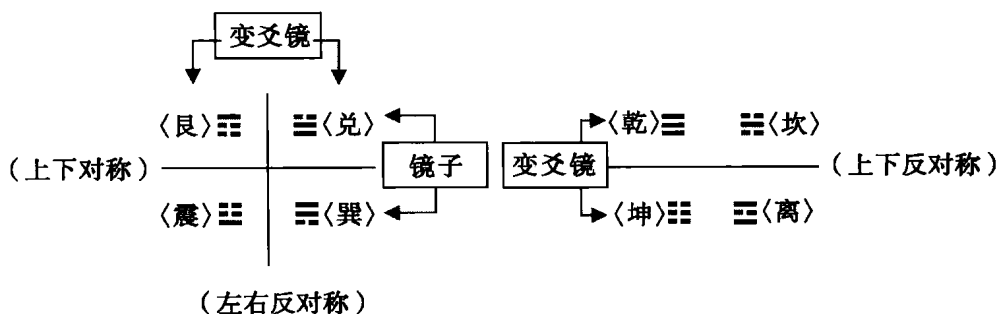 变爻镜
〈艮〉☶ ☱〈兑〉
〈乾〉☰ ☵〈坎〉
(上下对称)
镜子
变爻镜
(上下反对称)
〈震〉☳ ☴〈巽〉
〈坤〉☷ ☲〈离〉
(左右反对称)